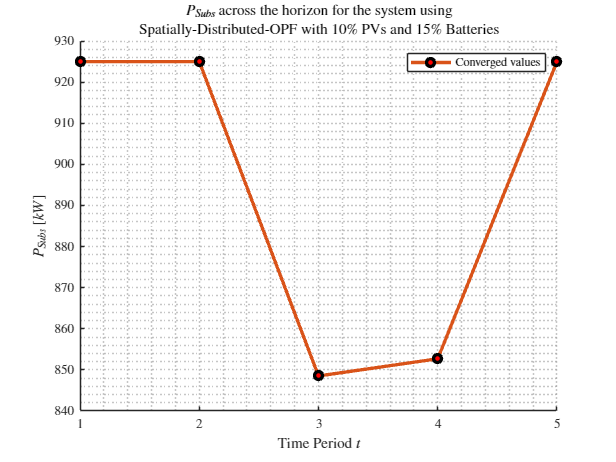 P_Subs across the horizon for the system using
Spatially-Distributed-OPF with 10% PVs and 15% Batteries
930
920
910
900
890
880
870
860
850
840
P_Subs [kW]
Converged values
1 2 3 4 5
Time Period t